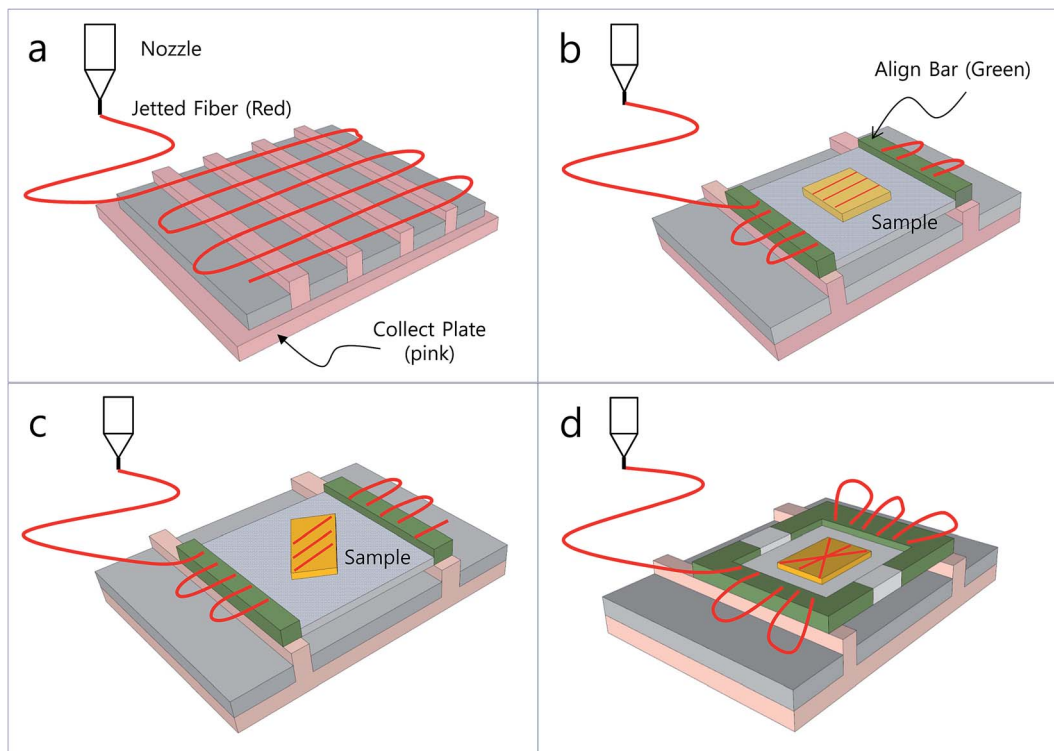 a
Nozzle
Jetted Fiber (Red)
Collect Plate
(pink)
b
Align Bar (Green)
Sample
c
Sample
d